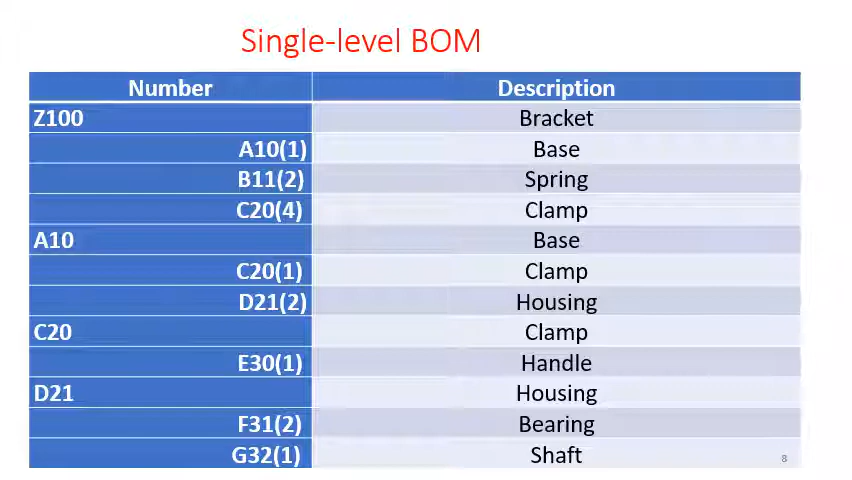 Single-level BOM
Number Description
Z100 Bracket
A10(1) Base
B11(2) Spring
C20(4) Clamp
A10 Base
C20(1) Clamp
D21(2) Housing
C20 Clamp
E30(1) Handle
D21 Housing
F31(2) Bearing
G32(1) Shaft
8